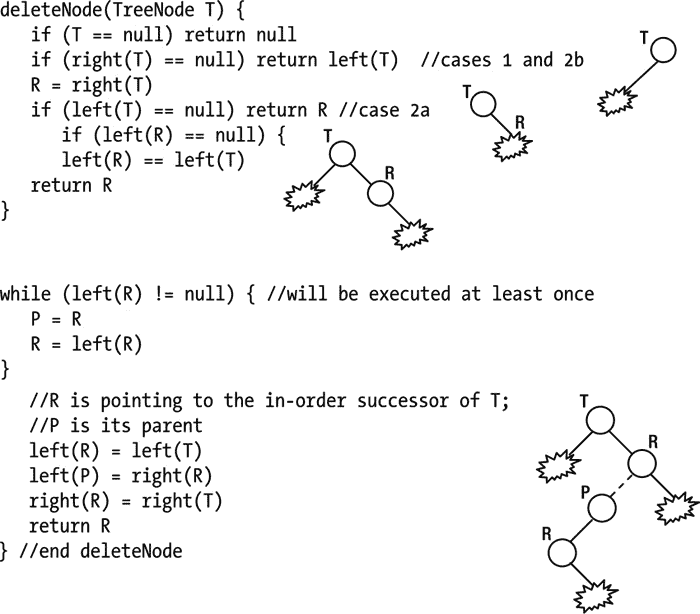 deleteNode(TreeNode T) {
if (T == null) return null
if (right(T) == null) return left(T) //cases 1 and 2b
R = right(T)
if (left(T) == null) return R //case 2a
if (left(R) == null) {
left(R) == left(T)
return R
}
T
T
R
T
R
while (left(R) != null) { //will be executed at least once
P = R
R = left(R)
}
//R is pointing to the in-order successor of T;
//P is its parent
left(R) = left(T)
left(P) = right(R)
right(R) = right(T)
return R
} //end deleteNode
T
R
P
R